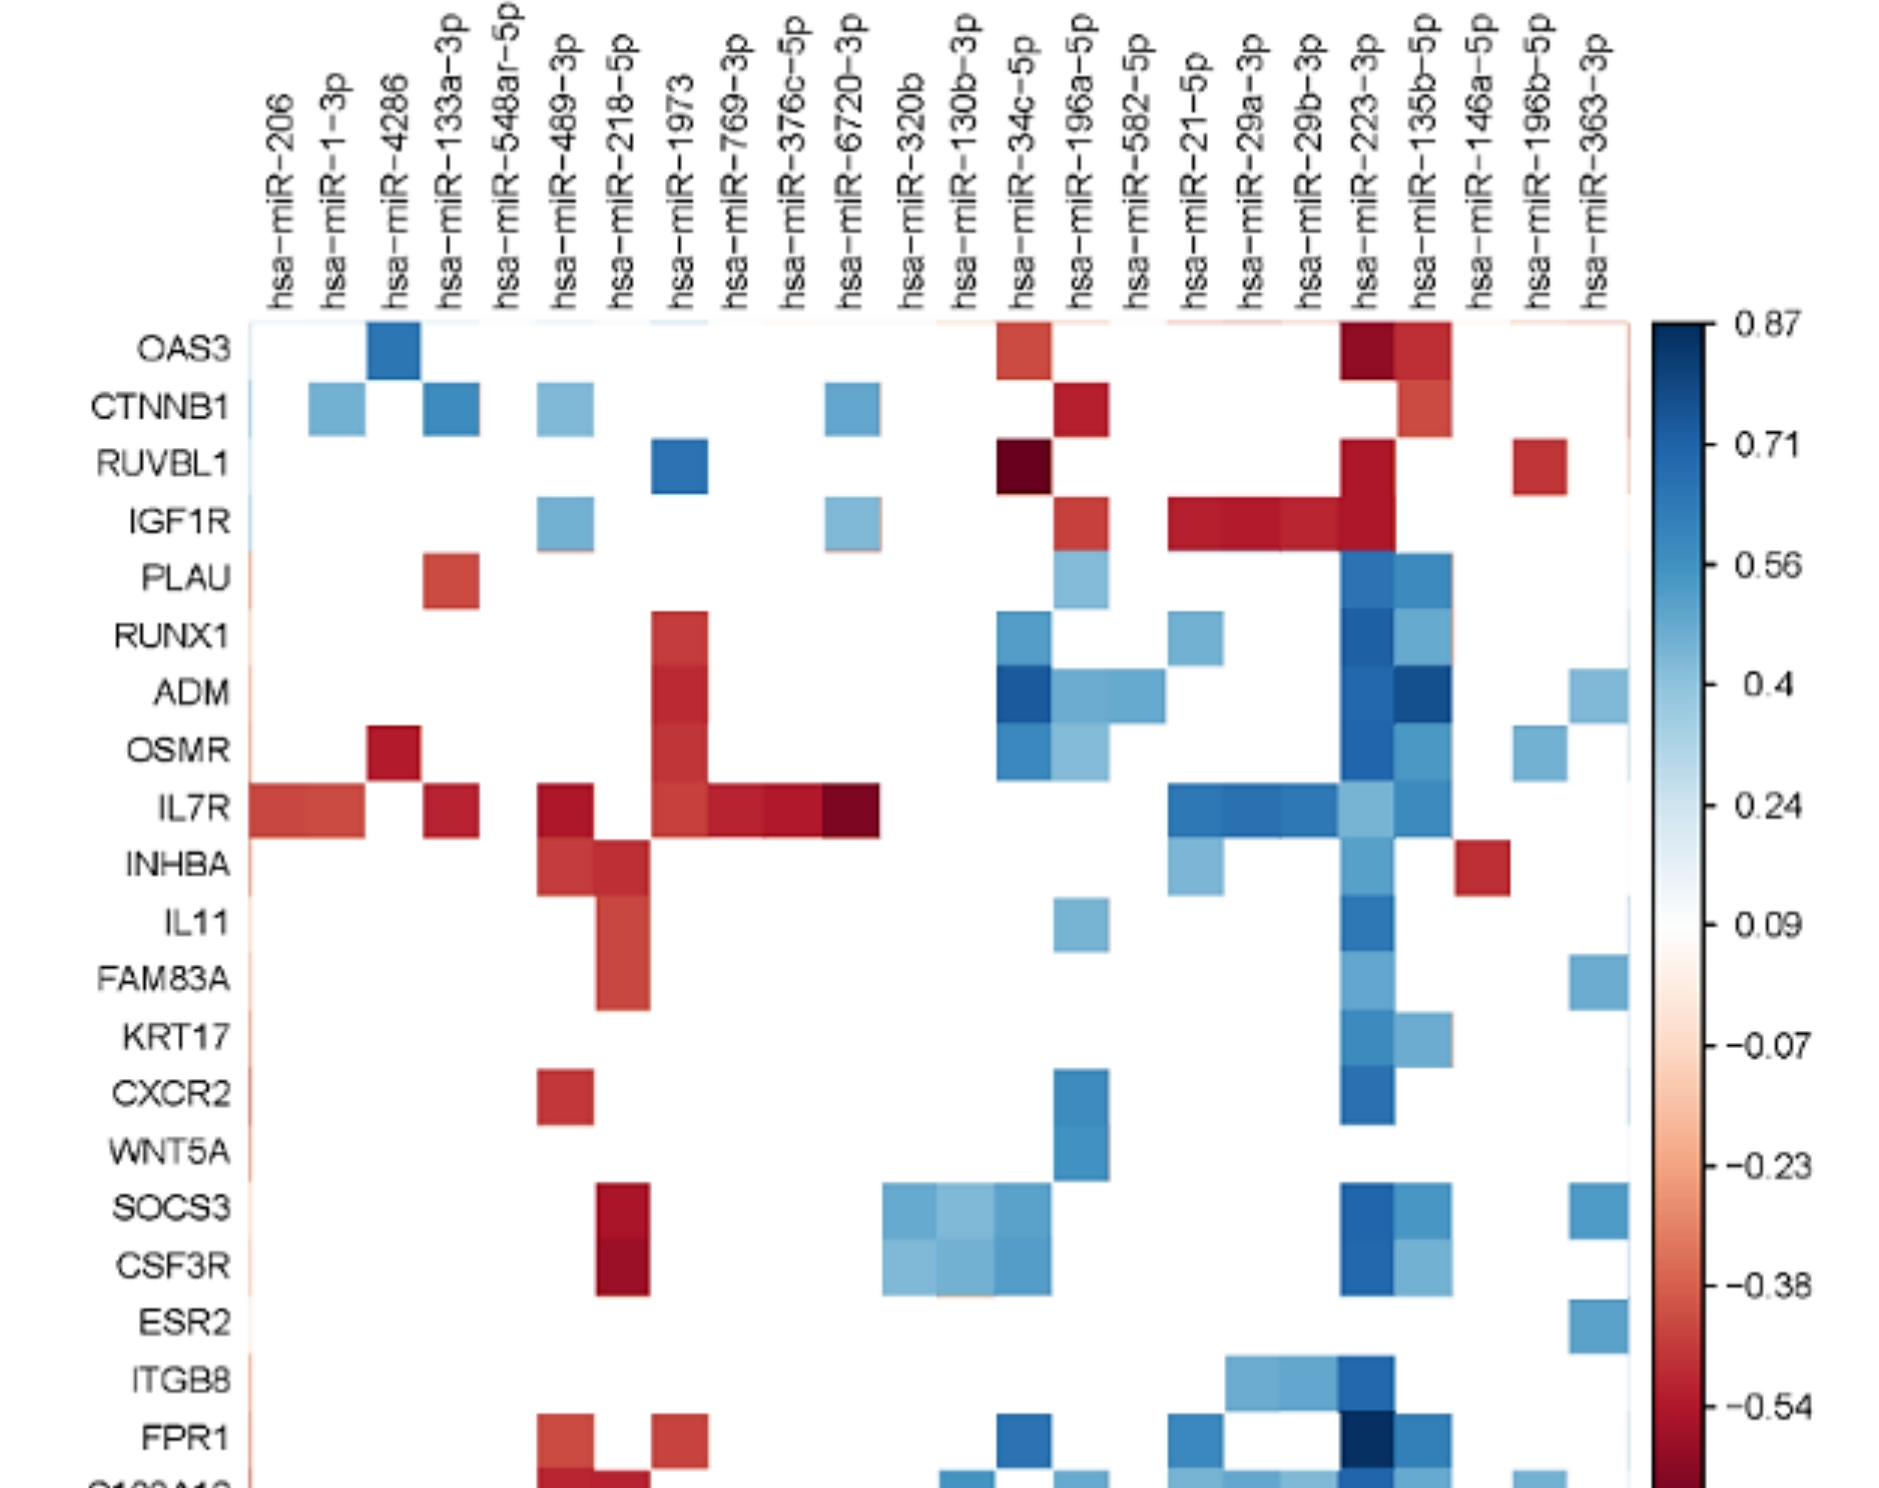 hsa−miR−206
hsa−miR−1−3p
hsa−miR−4286
hsa−miR−133a−3p
hsa−miR−548ar−5p
hsa−miR−489−3p
hsa−miR−218−5p
hsa−miR−1973
hsa−miR−769−3p
hsa−miR−376c−5p
hsa−miR−6720−3p
hsa−miR−320b
hsa−miR−130b−3p
hsa−miR−34c−5p
hsa−miR−196a−5p
hsa−miR−582−5p
hsa−miR−21−5p
hsa−miR−29a−3p
hsa−miR−29b−3p
hsa−miR−223−3p
hsa−miR−135b−5p
hsa−miR−146a−5p
hsa−miR−196b−5p
hsa−miR−363−3p
OAS3
CTNNB1
RUVBL1
IGF1R
PLAU
RUNX1
ADM
OSMR
IL7R
INHBA
IL11
FAM83A
KRT17
CXCR2
WNT5A
SOCS3
CSF3R
ESR2
ITGB8
FPR1
0.87
0.71
0.56
0.4
0.24
0.09
−0.07
−0.23
−0.38
−0.54